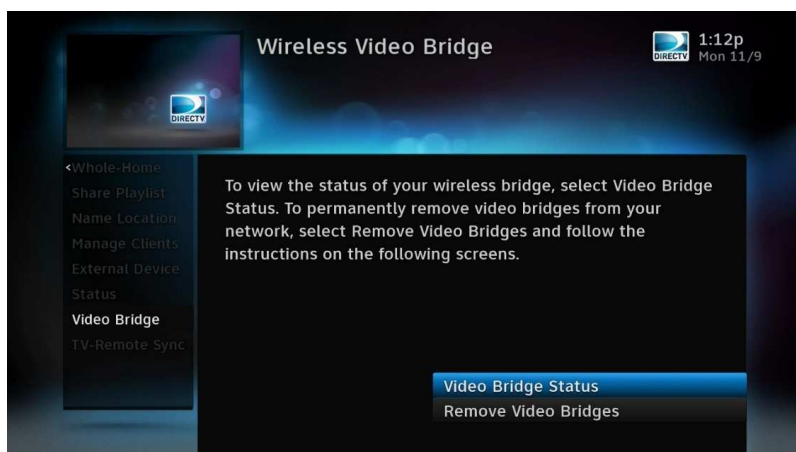 Wireless Video Bridge
DIRECTV
1:12p
Mon 11/9
DIRECTV
<Whole-Home
Share Playlist
Name Location
Manage Clients
External Device
Status
Video Bridge
TV-Remote Sync
To view the status of your wireless bridge, select Video Bridge
Status. To permanently remove video bridges from your
network, select Remove Video Bridges and follow the
instructions on the following screens.
Video Bridge Status
Remove Video Bridges